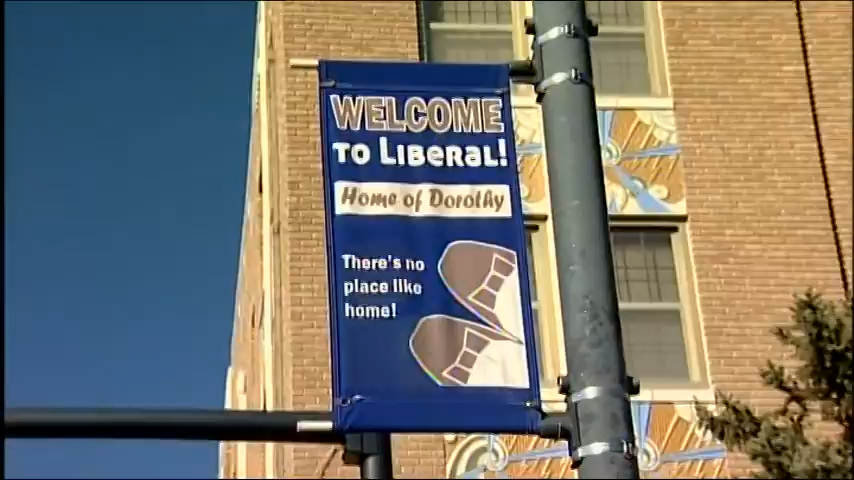 WELCOME
TO LIBERAL!
Home of Dorothy
There's no
place like
home!